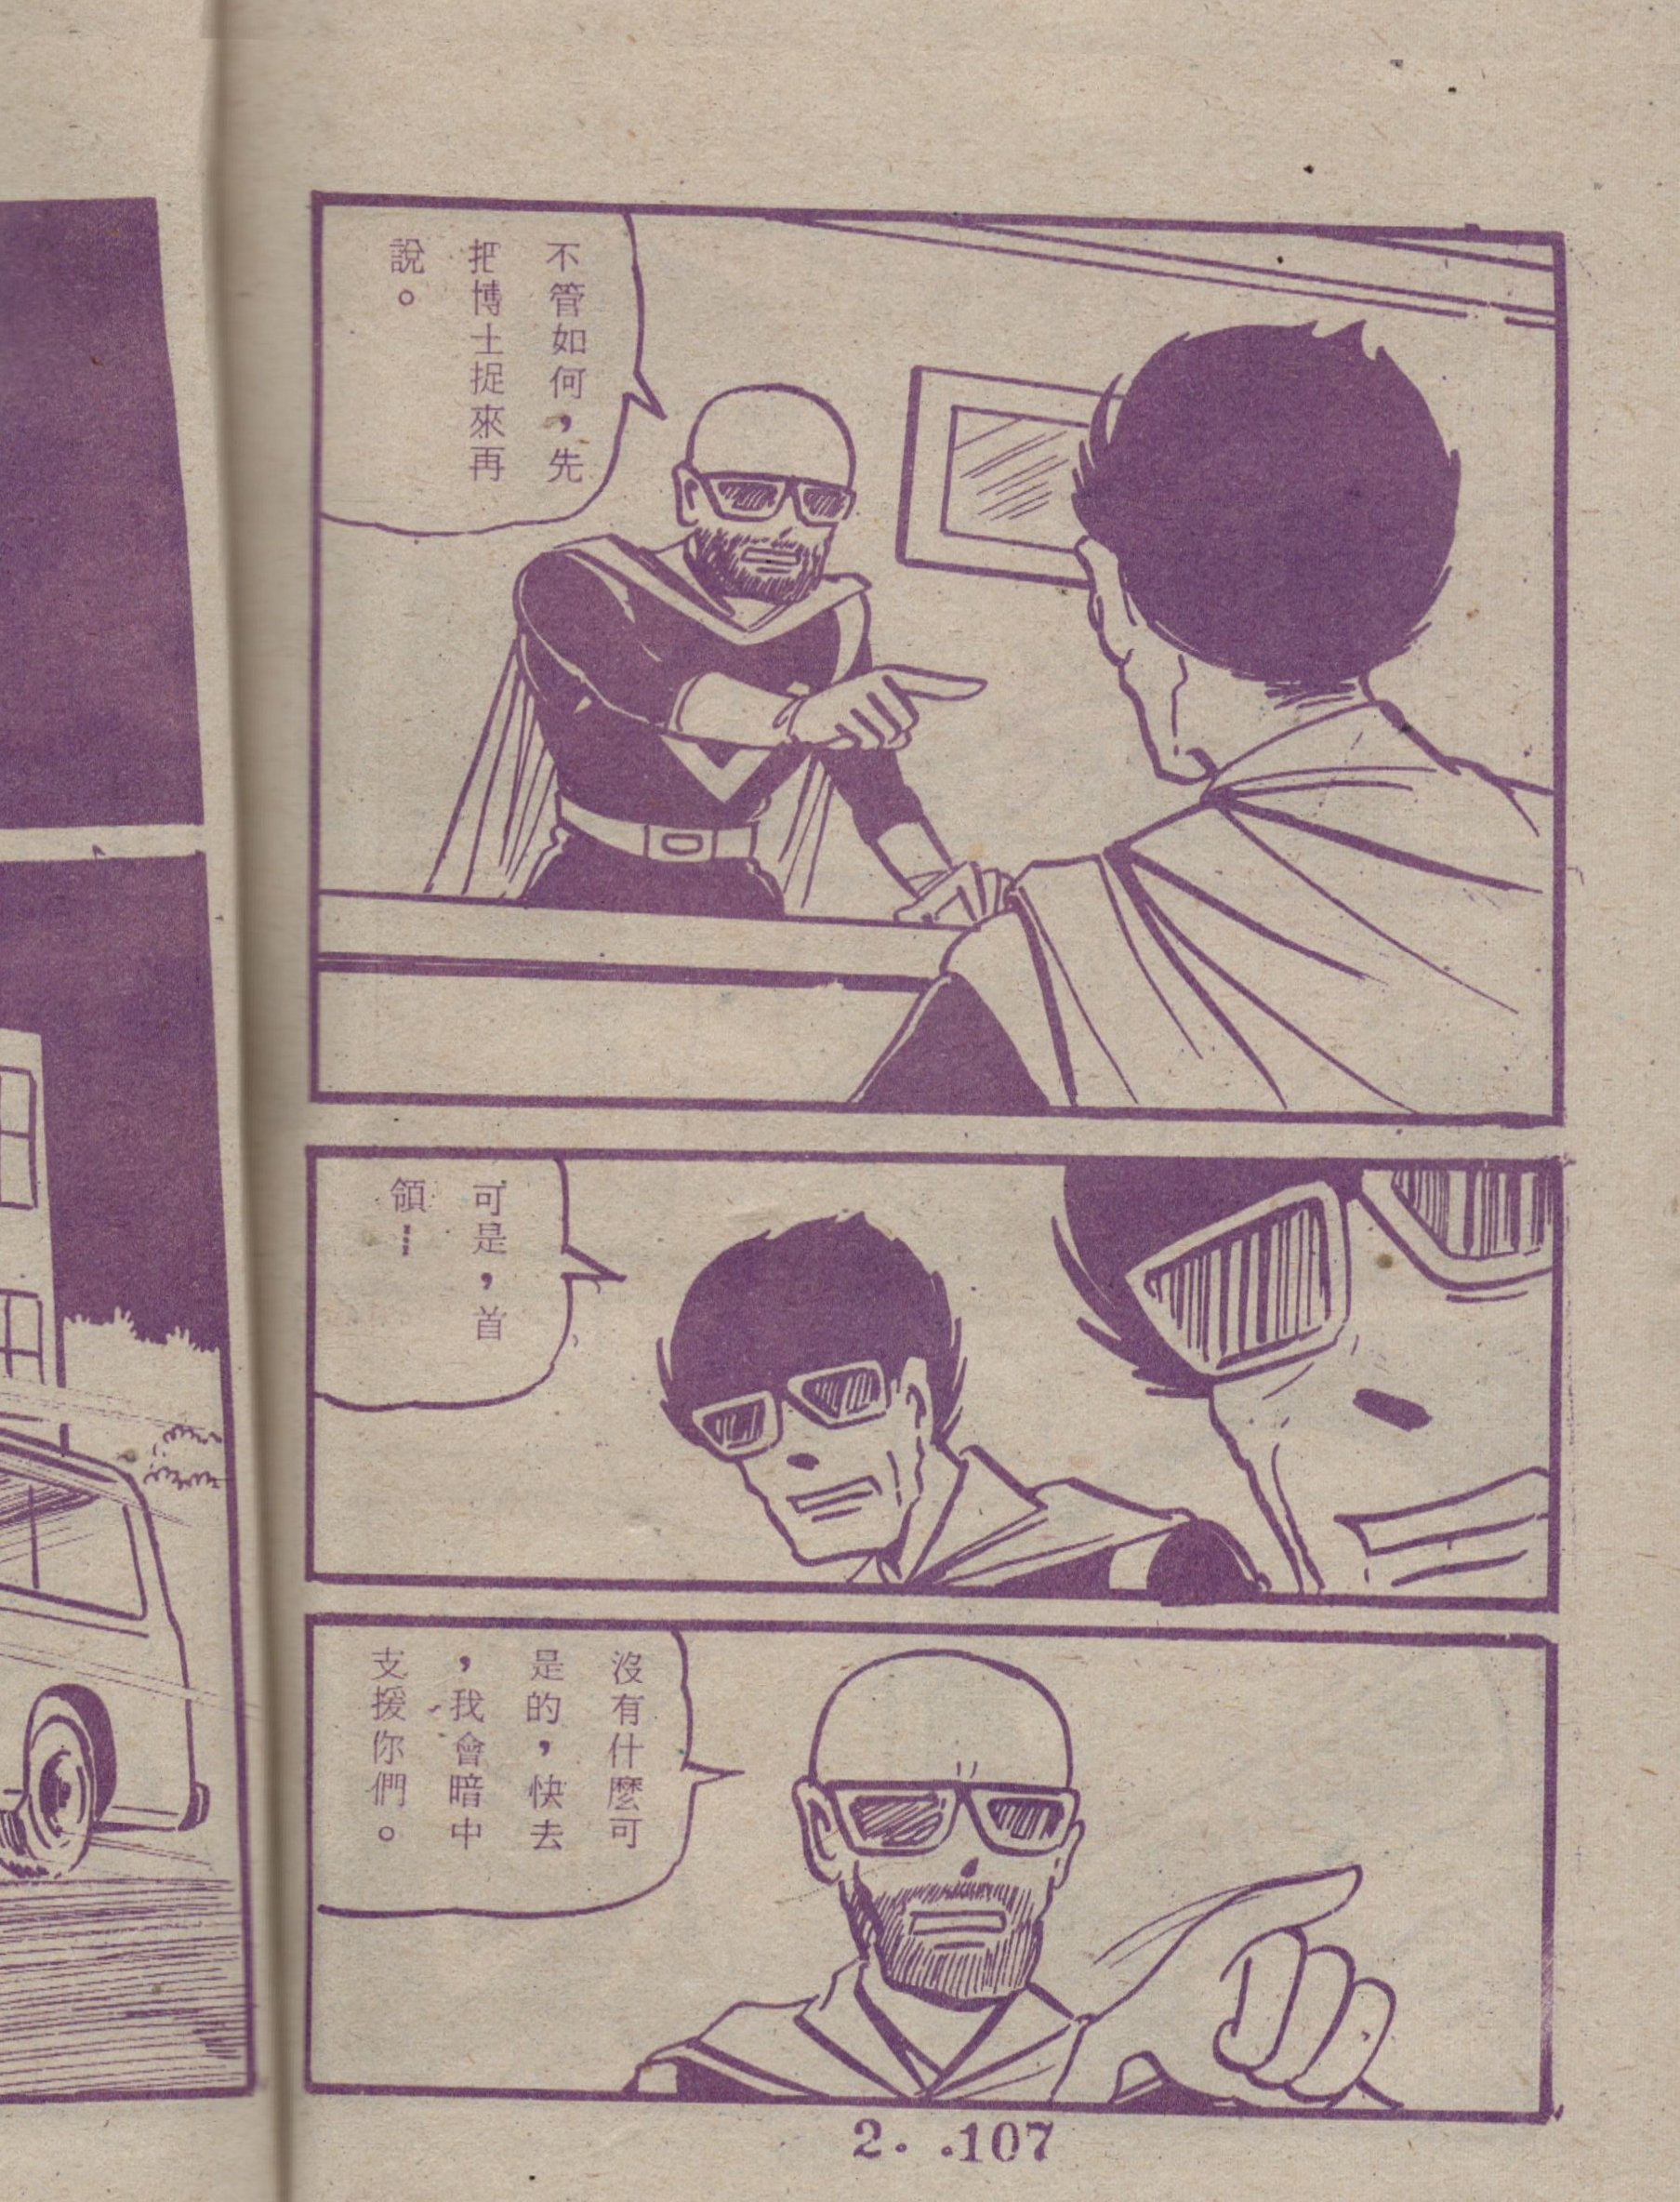 不管如何，先
把博士捉來再
說。
可是，首
領……
沒有什麼可
是的，快去
，我會暗中
支援你們。
2. .107